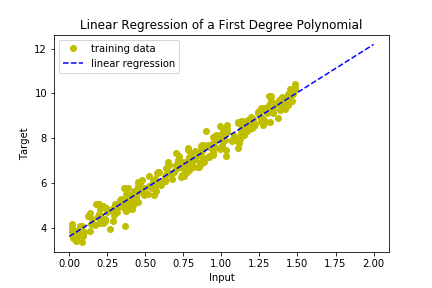 Linear Regression of a First Degree Polynomial
training data
linear regression
12
10
8
6
4
Target
0.00 0.25 0.50 0.75 1.00 1.25 1.50 1.75 2.00
Input